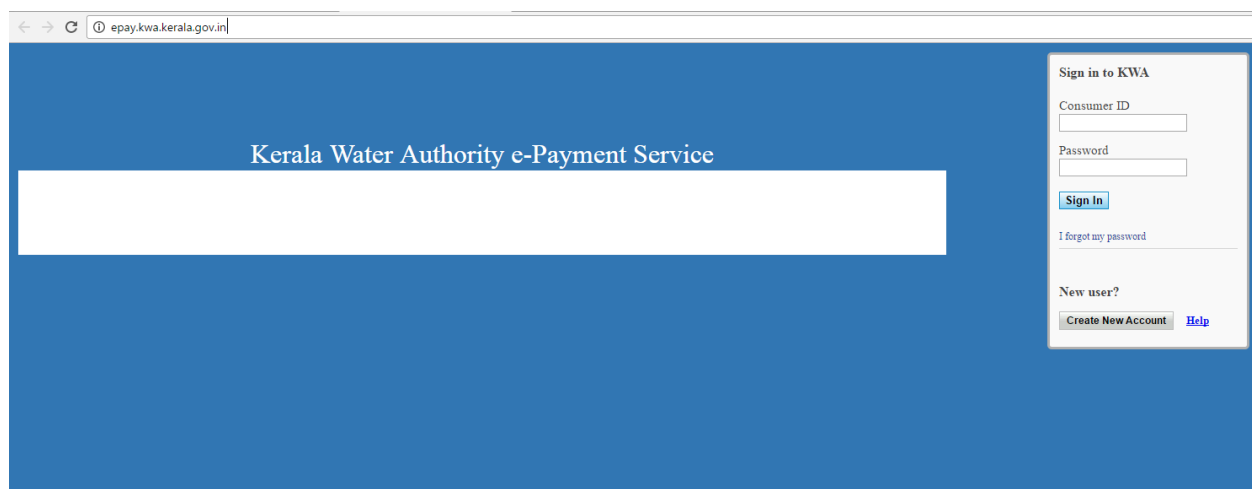 epay.kwa.kerala.gov.in
Kerala Water Authority e-Payment Service
Sign in to KWA
Consumer ID
Password
Sign In
I forgot my password
New user?
Create New Account Help